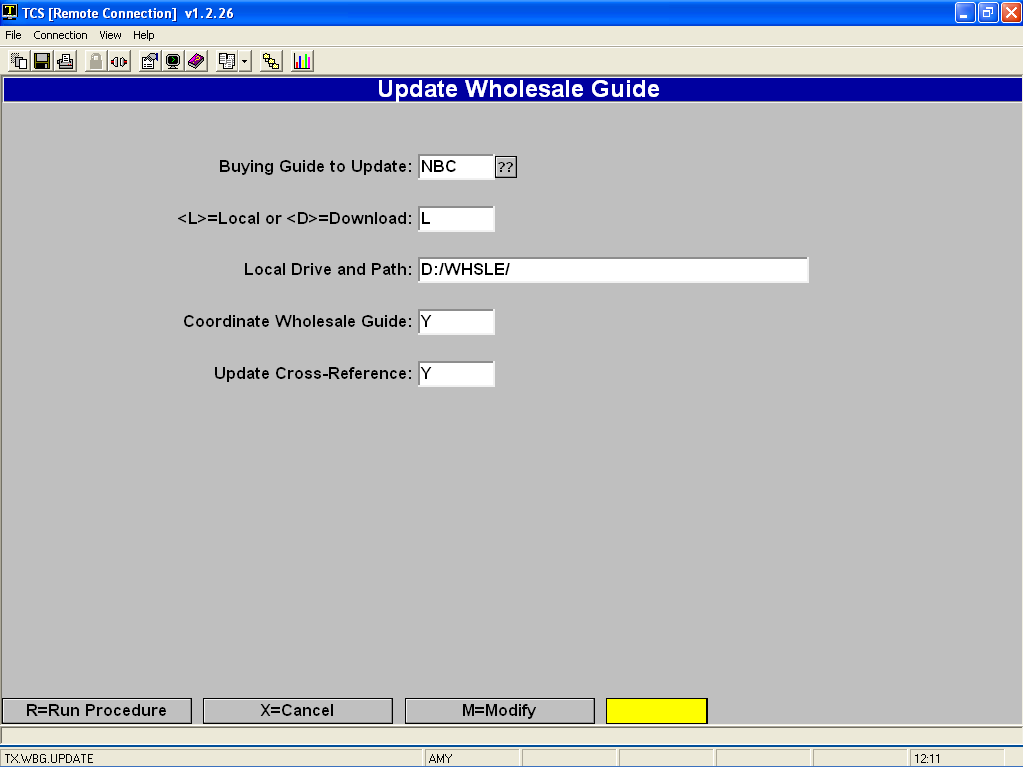 TCS [Remote Connection] v1.2.26
File Connection View Help
Update Wholesale Guide
Buying Guide to Update: NBC ??
<L>=Local or <D>=Download: L
Local Drive and Path: D:/WHSLE/
Coordinate Wholesale Guide: Y
Update Cross-Reference: Y
R=Run Procedure X=Cancel M=Modify
TX.WBG.UPDATE AMY 12:11